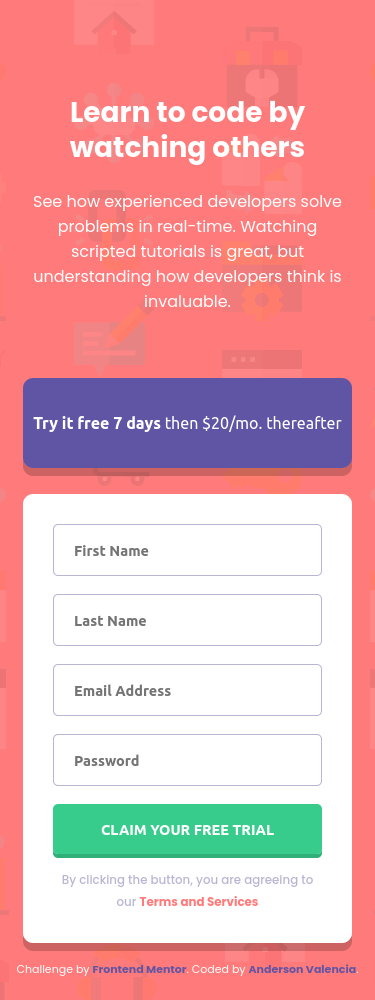 Learn to code by
watching others
See how experienced developers solve
problems in real-time. Watching
scripted tutorials is great, but
understanding how developers think is
invaluable.
Try it free 7 days then $20/mo. thereafter
First Name
Last Name
Email Address
Password
CLAIM YOUR FREE TRIAL
By clicking the button, you are agreeing to
our Terms and Services
Challenge by Frontend Mentor. Coded by Anderson Valencia.